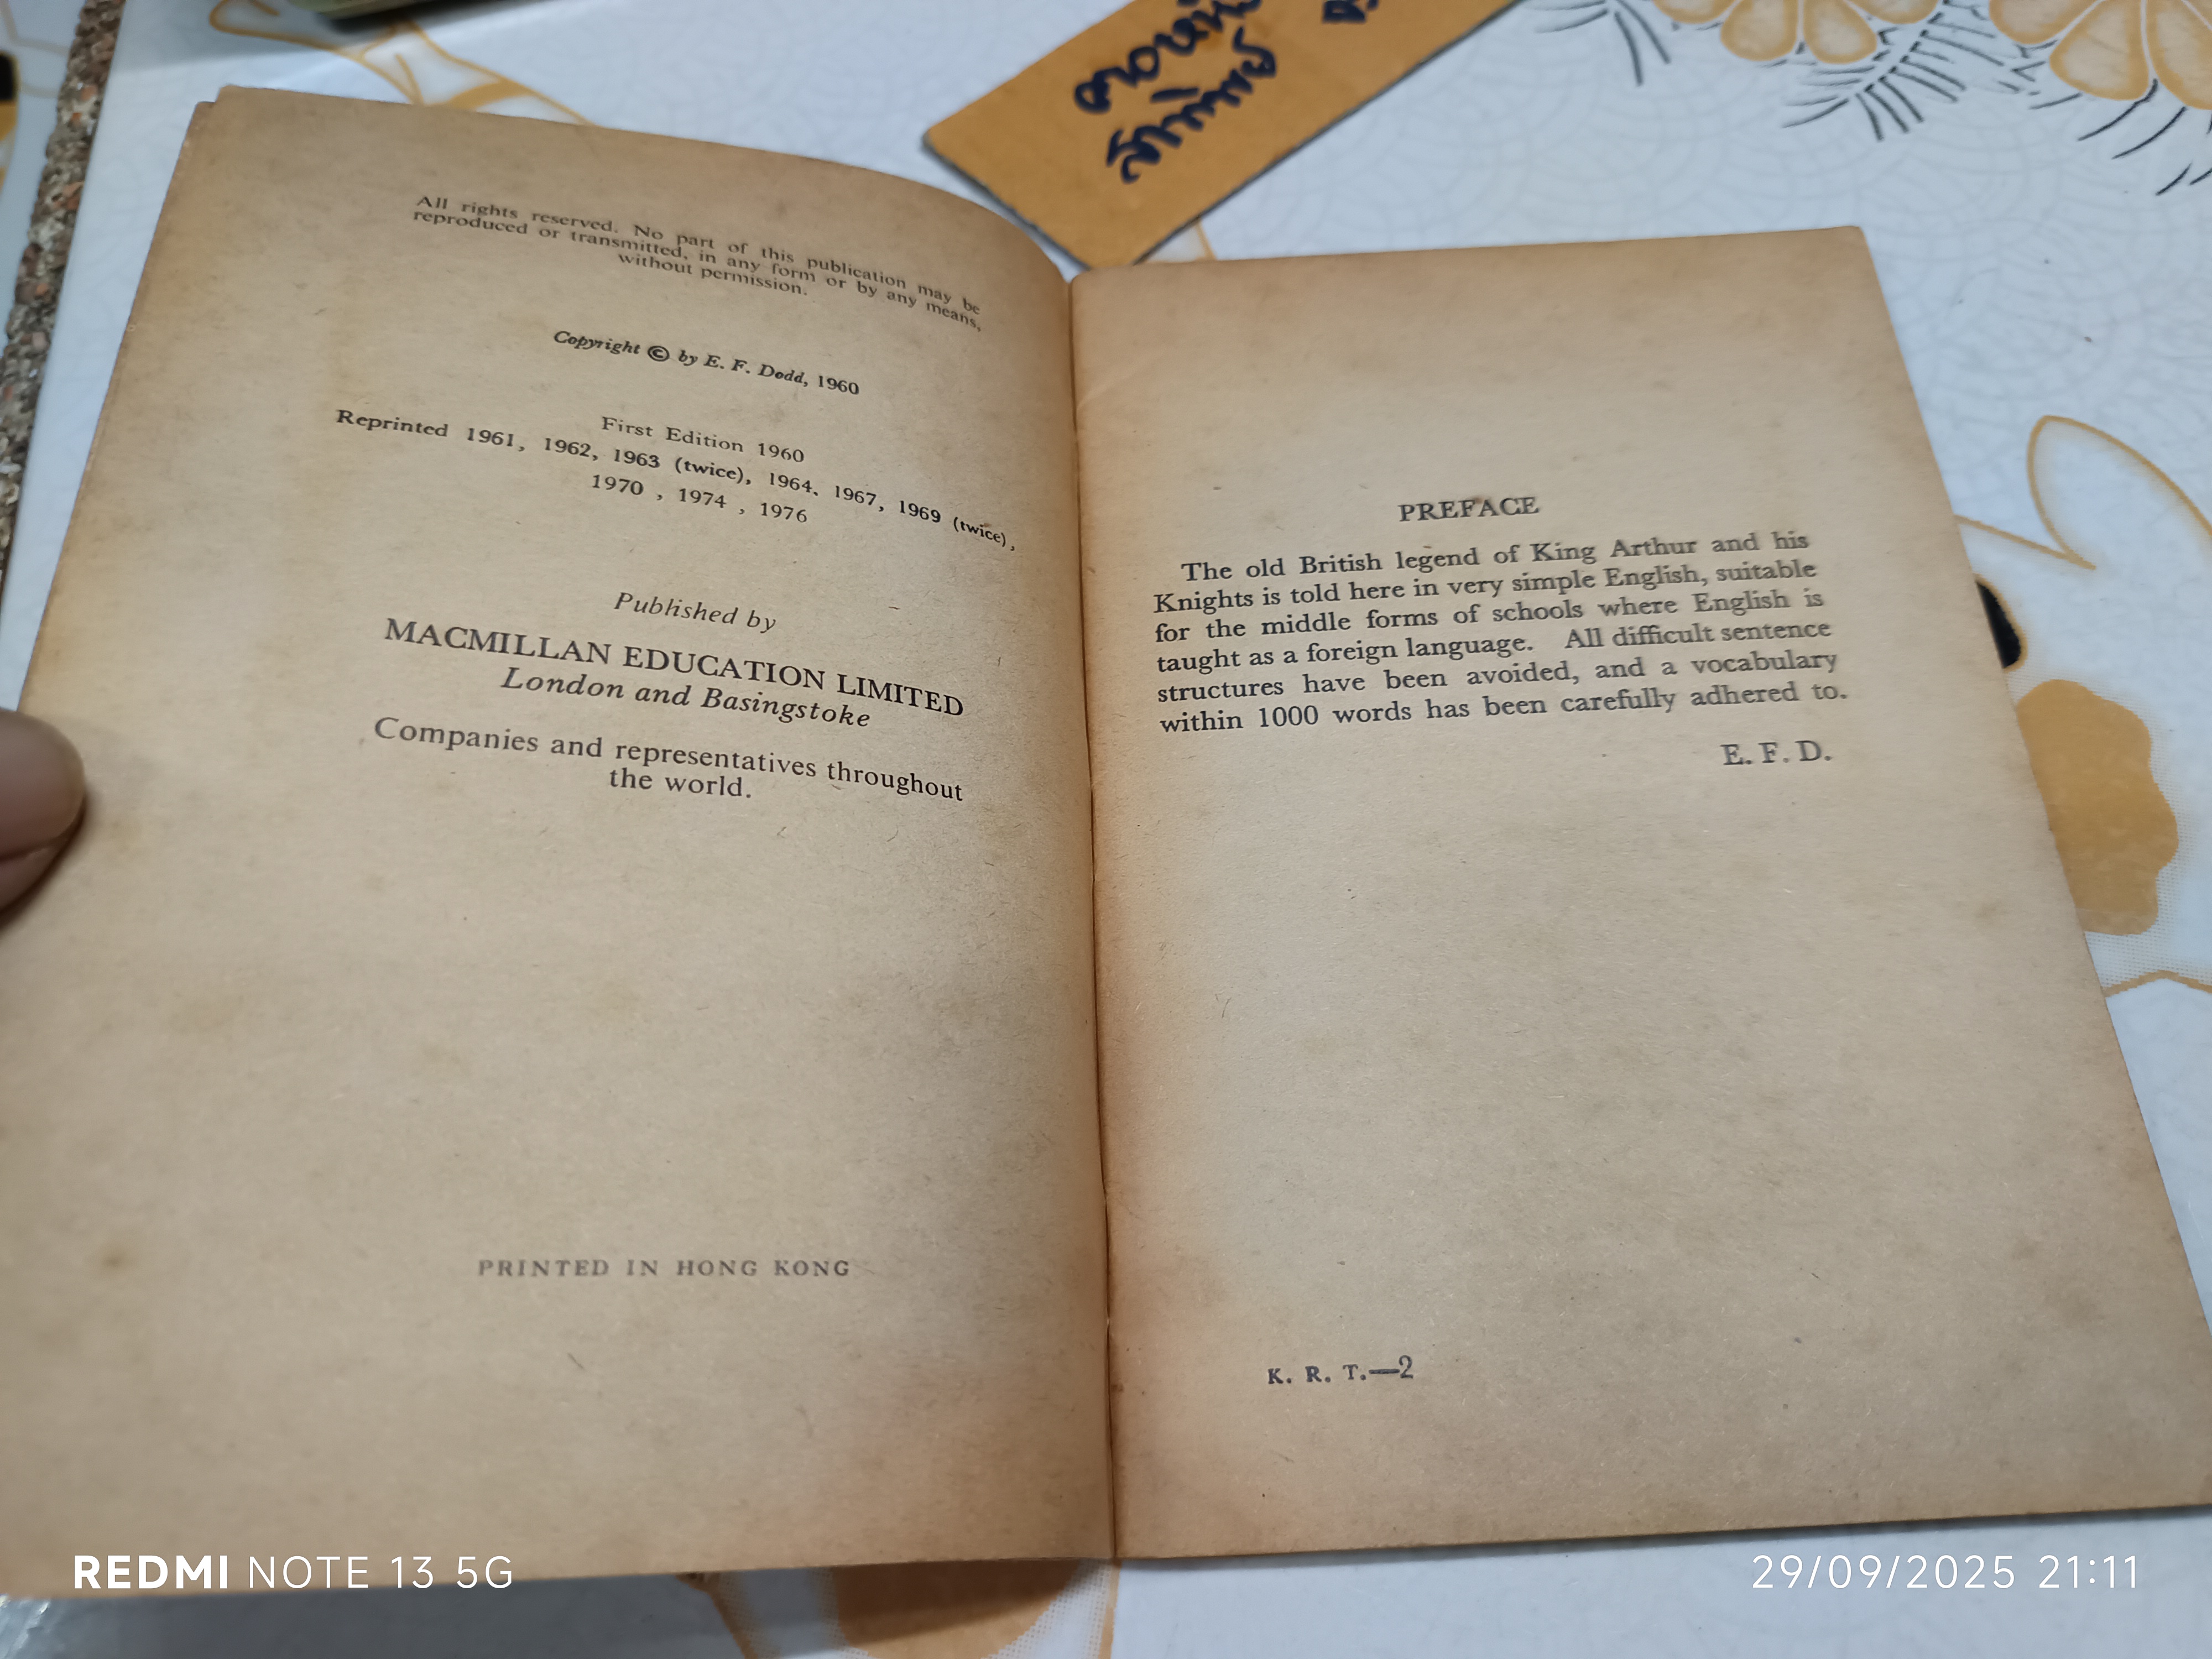 All rights reserved. No part of this publication may be
reproduced or transmitted, in any form or by any means,
without permission.
Copyright © by E. F. Dodd, 1960
First Edition 1960
Reprinted 1961, 1962, 1963 (twice), 1964, 1967, 1969 (twice),
1970 , 1974 , 1976
Published by
MACMILLAN EDUCATION LIMITED
London and Basingstoke
Companies and representatives throughout
the world.
PRINTED IN HONG KONG
PREFACE
The old British legend of King Arthur and his
Knights is told here in very simple English, suitable
for the middle forms of schools where English is
taught as a foreign language. All difficult sentence
structures have been avoided, and a vocabulary
within 1000 words has been carefully adhered to.
E. F. D.
K. R. T.—2
REDMI NOTE 13 5G
29/09/2025 21:11